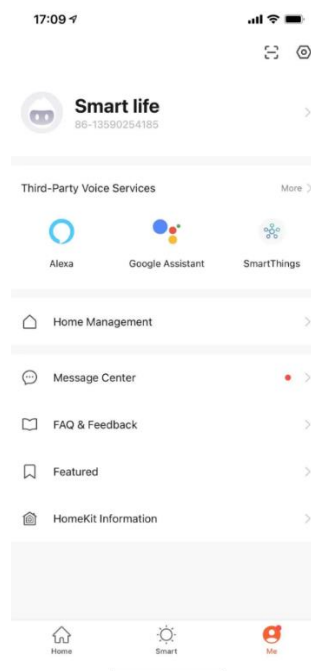 17:09
Smart life
86-13590254185
Third-Party Voice Services More
Alexa Google Assistant SmartThings
Home Management
Message Center
FAQ & Feedback
Featured
HomeKit Information
Home Smart Me